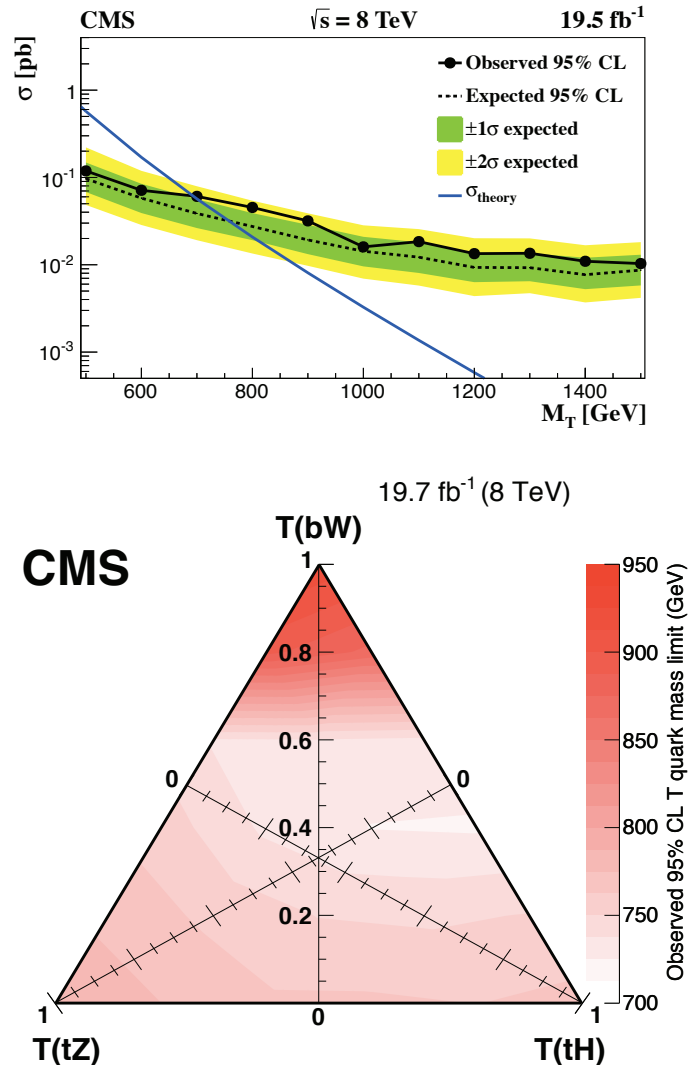 CMS √s = 8 TeV 19.5 fb⁻¹
σ [pb]
1
10⁻¹
10⁻²
10⁻³
Observed 95% CL
Expected 95% CL
±1σ expected
±2σ expected
σtheory
600 800 1000 1200 1400
M_T [GeV]
19.7 fb⁻¹ (8 TeV)
CMS
T(bW)
1
0.8
0.6
0 0
0.4
0.2
1 0 1
T(tZ) T(tH)
950
900
850
800
750
700
Observed 95% CL T quark mass limit (GeV)